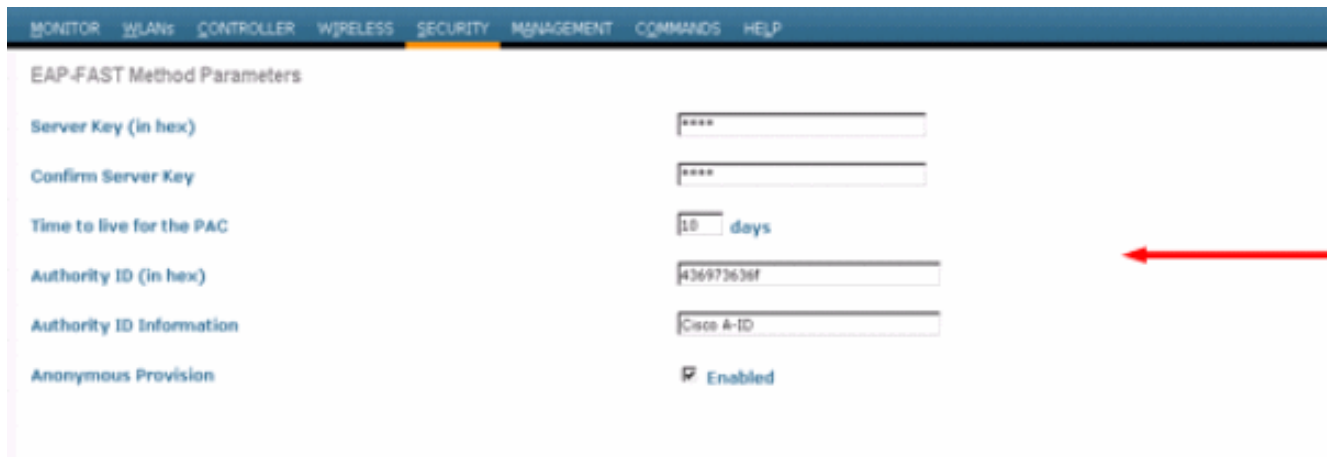 MONITOR WLANs CONTROLLER WIRELESS SECURITY MANAGEMENT COMMANDS HELP
EAP-FAST Method Parameters
Server Key (in hex) ****
Confirm Server Key ****
Time to live for the PAC 10 days
Authority ID (in hex) 436973636f
Authority ID Information Cisco A-ID
Anonymous Provision Enabled